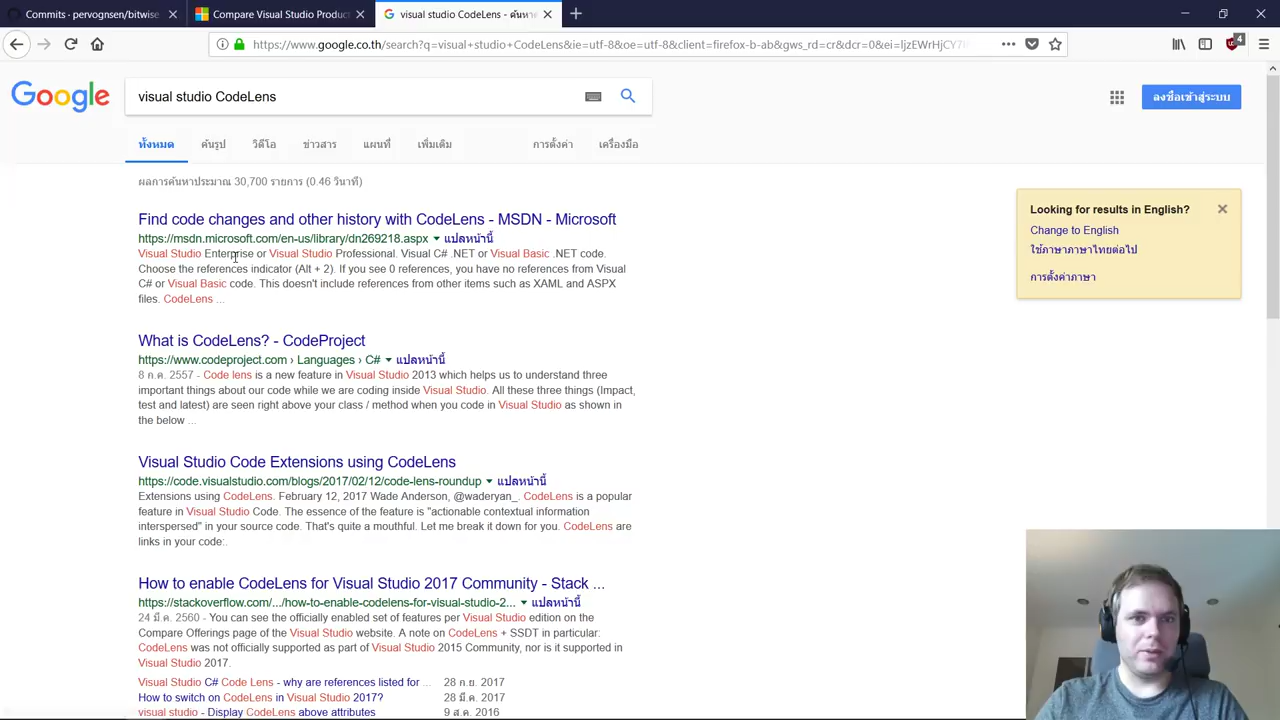 Commits - pervognsen/bitwise
Compare Visual Studio Produc
visual studio CodeLens - ค้นหา
https://www.google.co.th/search?q=visual+studio+CodeLens&ie=utf-8&oe=utf-8&client=firefox-b-ab&gws_rd=cr&dcr=0&ei=ljzEWrHjCY7
4
Google
visual studio CodeLens
ลงชื่อเข้าสู่ระบบ
ทั้งหมด ค้นรูป วิดีโอ ข่าวสาร แผนที่ เพิ่มเติม การตั้งค่า เครื่องมือ
ผลการค้นหาประมาณ 30,700 รายการ (0.46 วินาที)
Find code changes and other history with CodeLens - MSDN - Microsoft
https://msdn.microsoft.com/en-us/library/dn269218.aspx แปลหน้านี้
Visual Studio Enterprise or Visual Studio Professional. Visual C# .NET or Visual Basic .NET code.
Choose the references indicator (Alt + 2). If you see 0 references, you have no references from Visual
C# or Visual Basic code. This doesn't include references from other items such as XAML and ASPX
files. CodeLens ...
Looking for results in English?
Change to English
ใช้ภาษาภาษาไทยต่อไป
การตั้งค่าภาษา
What is CodeLens? - CodeProject
https://www.codeproject.com › Languages › C# แปลหน้านี้
8 ก.ค. 2557 - Code lens is a new feature in Visual Studio 2013 which helps us to understand three
important things about our code while we are coding inside Visual Studio. All these three things (Impact,
test and latest) are seen right above your class / method when you code in Visual Studio as shown in
the below ...
Visual Studio Code Extensions using CodeLens
https://code.visualstudio.com/blogs/2017/02/12/code-lens-roundup แปลหน้านี้
Extensions using CodeLens. February 12, 2017 Wade Anderson, @waderyan_. CodeLens is a popular
feature in Visual Studio Code. The essence of the feature is "actionable contextual information
interspersed" in your source code. That's quite a mouthful. Let me break it down for you. CodeLens are
links in your code:.
How to enable CodeLens for Visual Studio 2017 Community - Stack ...
https://stackoverflow.com/.../how-to-enable-codelens-for-visual-studio-2... แปลหน้านี้
24 มี.ค. 2560 - You can see the officially enabled set of features per Visual Studio edition on the
Compare Offerings page of the Visual Studio website. A note on CodeLens + SSDT in particular:
CodeLens was not officially supported as part of Visual Studio 2015 Community, nor is it supported in
Visual Studio 2017.
Visual Studio C# Code Lens - why are references listed for ... 28 ก.ย. 2017
How to switch on CodeLens in Visual Studio 2017? 28 มี.ค. 2017
visual studio - Display CodeLens above attributes 9 ส.ค. 2016